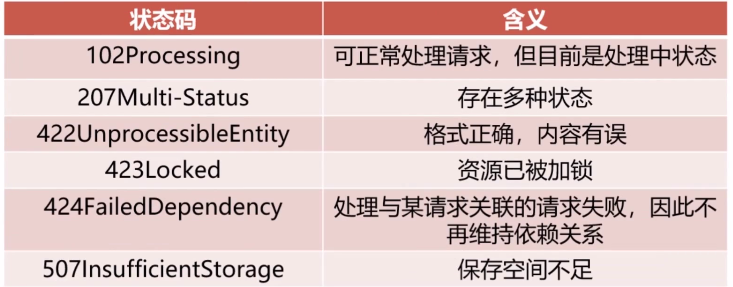 状态码
含义
102Processing
可正常处理请求，但目前是处理中状态
207Multi-Status
存在多种状态
422UnprocessibleEntity
格式正确，内容有误
423Locked
资源已被加锁
424FailedDependency
处理与某请求关联的请求失败，因此不
再维持依赖关系
507InsufficientStorage
保存空间不足